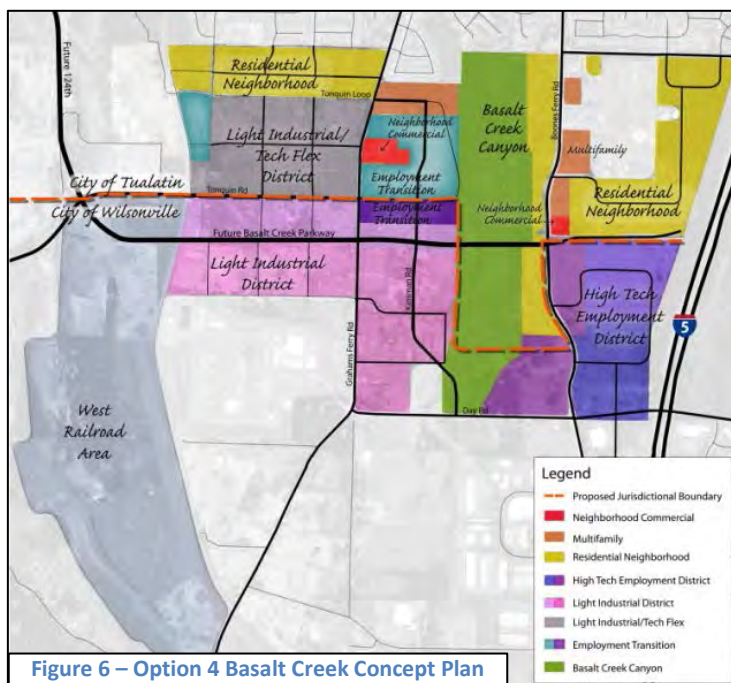 Future 124th
Residential
Neighborhood
Tonquin Loop
Light Industrial/
Tech Flex
District
Neighborhood
Commercial
Basalt
Creek
Canyon
Boones Ferry Rd
Multifamily
City of Tualatin
Tonquin Rd
City of Wilsonville
Employment
Transition
Employment
Transition
Neighborhood
Commercial
Residential
Neighborhood
Future Basalt Creek Parkway
Light Industrial
District
Grahams Ferry Rd
Kinsman Rd
High Tech
Employment
District
5
West
Railroad
Area
Day Rd
Legend
Proposed Jurisdictional Boundary
Neighborhood Commercial
Multifamily
Residential Neighborhood
High Tech Employment District
Light Industrial District
Light Industrial/Tech Flex
Employment Transition
Basalt Creek Canyon
Figure 6 – Option 4 Basalt Creek Concept Plan